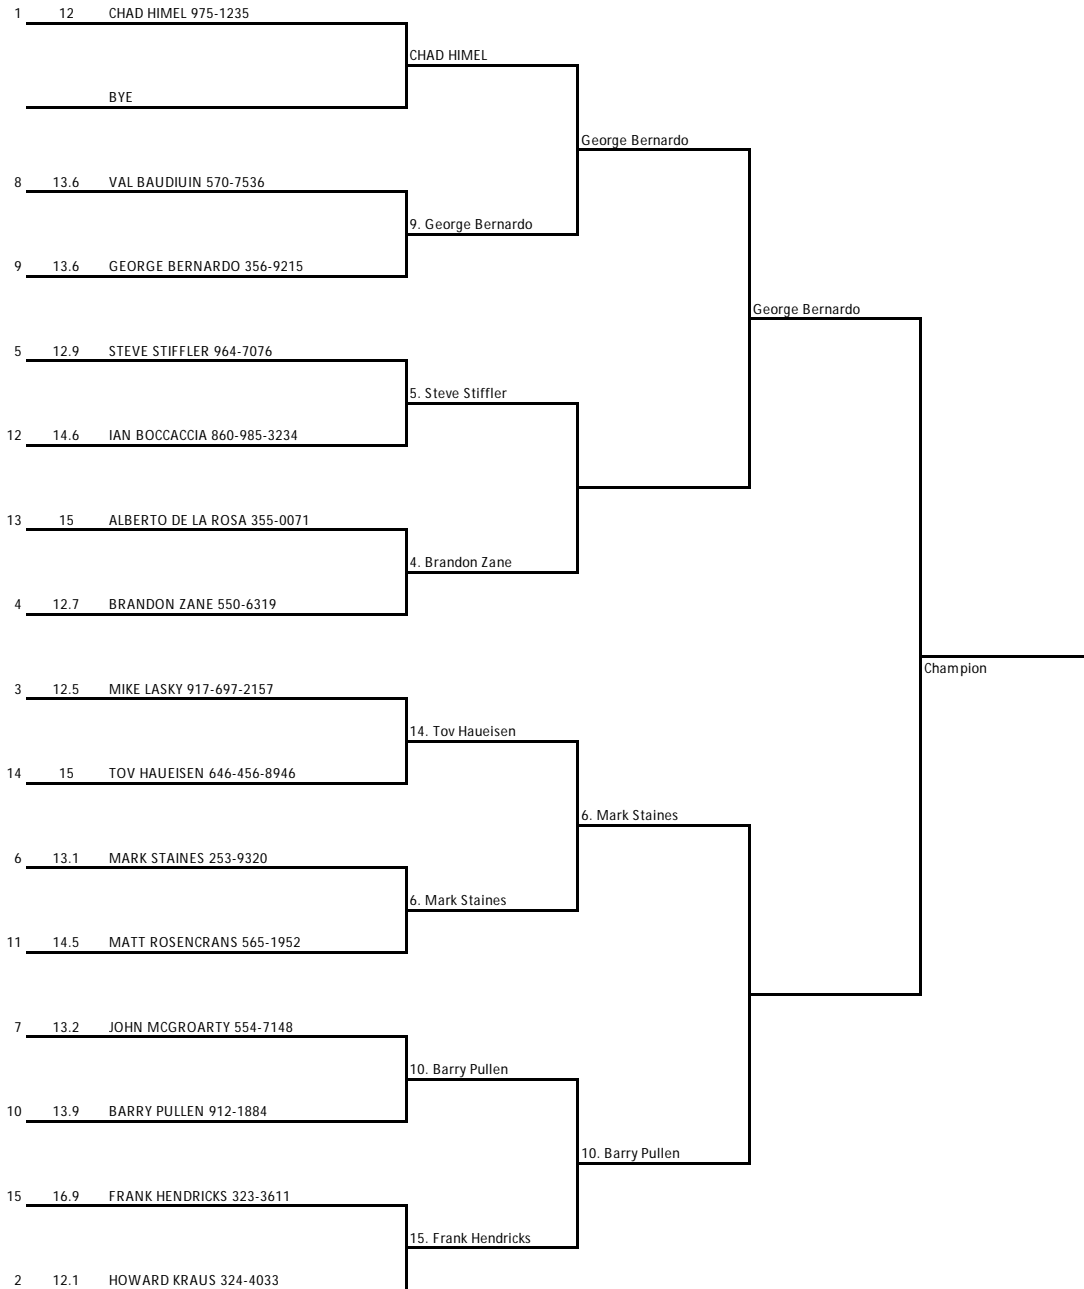 1 12 CHAD HIMEL 975-1235
CHAD HIMEL
BYE
George Bernardo
8 13.6 VAL BAUDIUIN 570-7536
9. George Bernardo
9 13.6 GEORGE BERNARDO 356-9215
George Bernardo
5 12.9 STEVE STIFFLER 964-7076
5. Steve Stiffler
12 14.6 IAN BOCCACCIA 860-985-3234
13 15 ALBERTO DE LA ROSA 355-0071
4. Brandon Zane
4 12.7 BRANDON ZANE 550-6319
Champion
3 12.5 MIKE LASKY 917-697-2157
14. Tov Haueisen
14 15 TOV HAUEISEN 646-456-8946
6. Mark Staines
6 13.1 MARK STAINES 253-9320
6. Mark Staines
11 14.5 MATT ROSENCRANS 565-1952
7 13.2 JOHN MCGROARTY 554-7148
10. Barry Pullen
10 13.9 BARRY PULLEN 912-1884
10. Barry Pullen
15 16.9 FRANK HENDRICKS 323-3611
15. Frank Hendricks
2 12.1 HOWARD KRAUS 324-4033